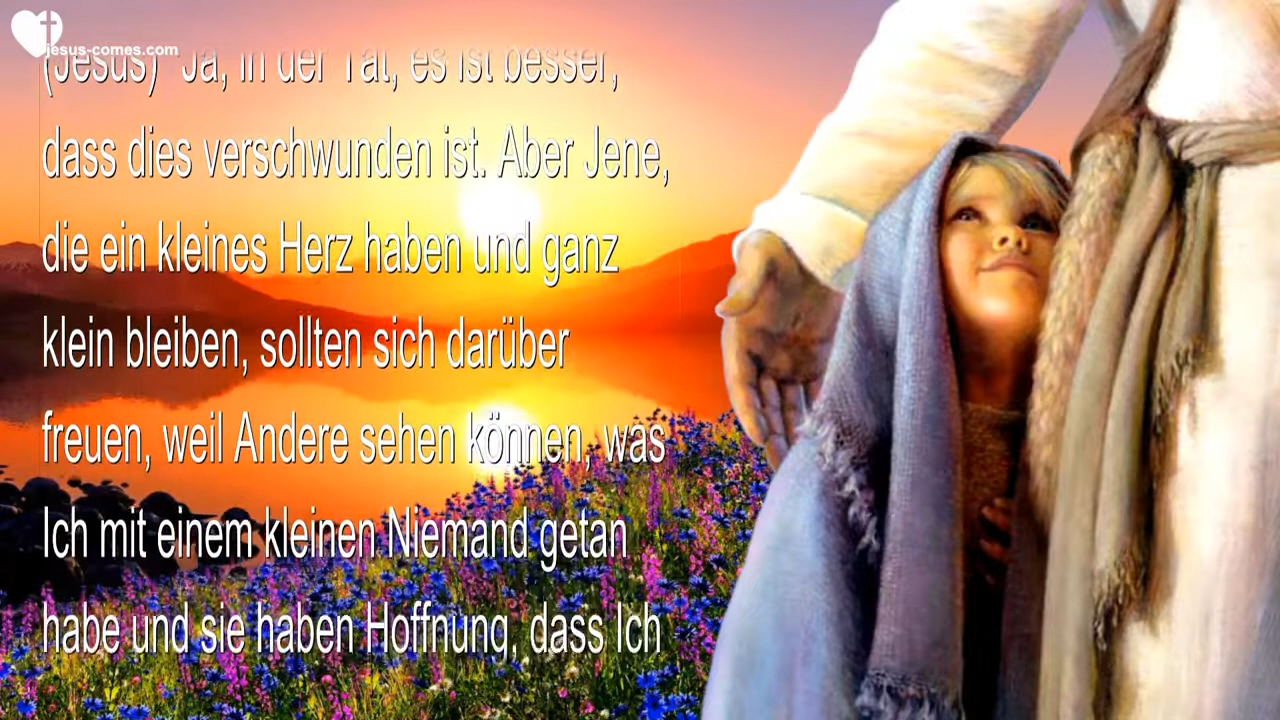 jesus-comes.com
(Jesus) "Ja, in der Tat, es ist besser,
dass dies verschwunden ist. Aber Jene,
die ein kleines Herz haben und ganz
klein bleiben, sollten sich darüber
freuen, weil Andere sehen können, was
Ich mit einem kleinen Niemand getan
habe und sie haben Hoffnung, dass Ich